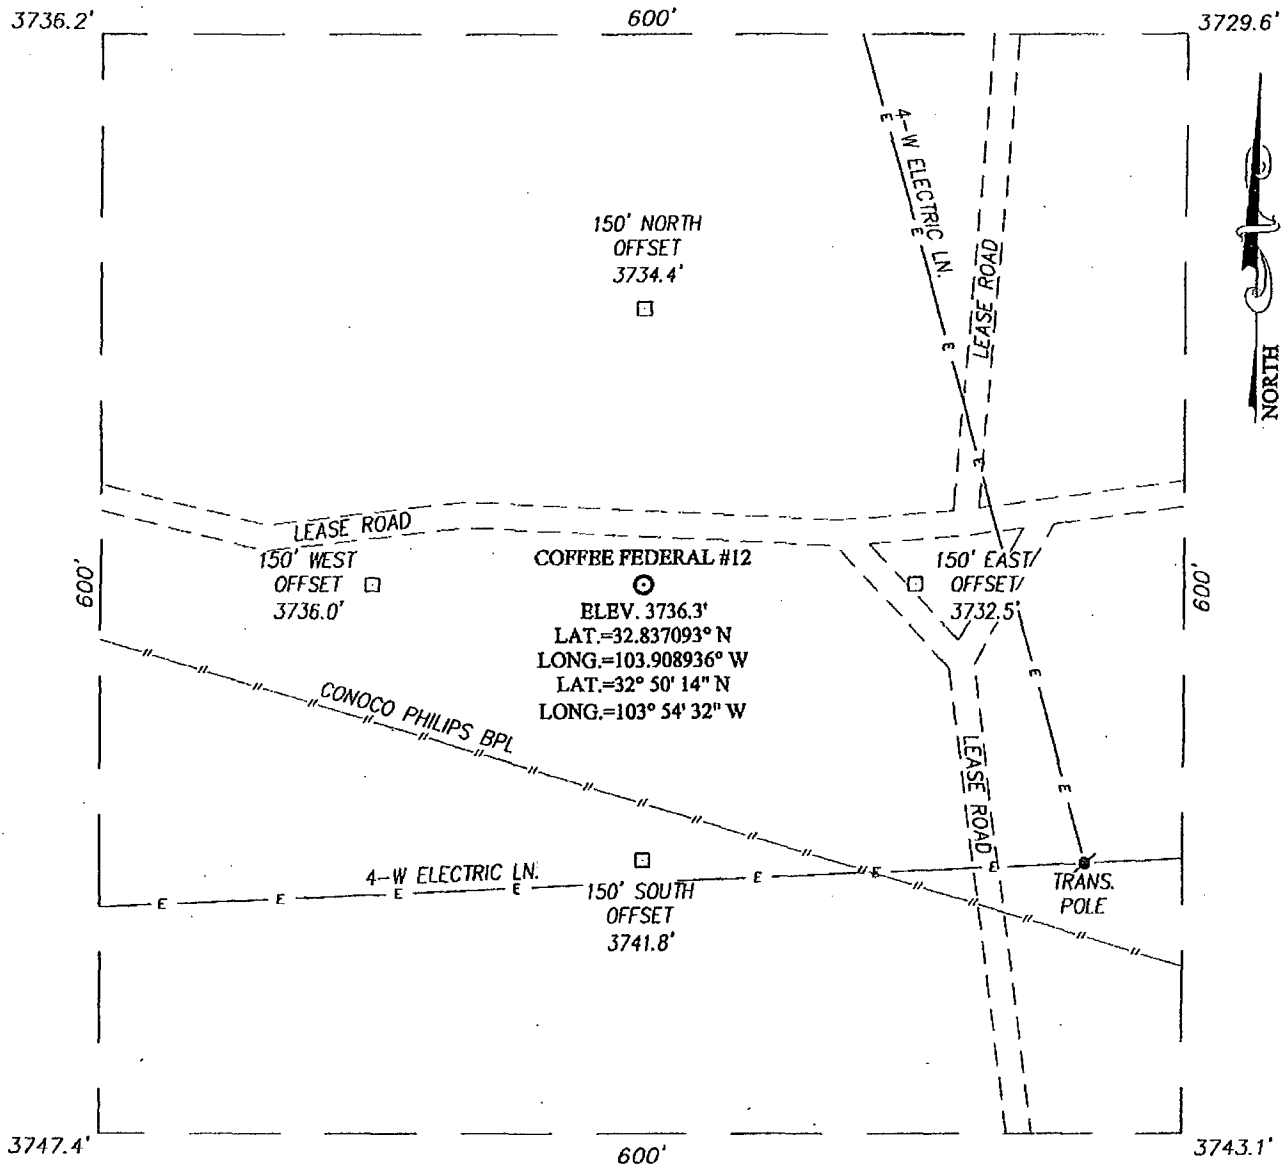 3736.2'
600'
3729.6'
4-W ELECTRIC LN.
E
E
E
E
150' NORTH
OFFSET
3734.4'
LEASE ROAD
NORTH
LEASE ROAD
150' WEST
OFFSET
3736.0'
COFFEE FEDERAL #12
ELEV. 3736.3'
LAT.=32.837093° N
LONG.=103.908936° W
LAT.=32° 50' 14" N
LONG.=103° 54' 32" W
150' EAST
OFFSET
3732.5'
600'
600'
E
E
CONOCO PHILIPS BPL
LEASE ROAD
4-W ELECTRIC LN.
E
E
E
E
E
E
E
150' SOUTH
OFFSET
3741.8'
TRANS.
POLE
3747.4'
600'
3743.1'